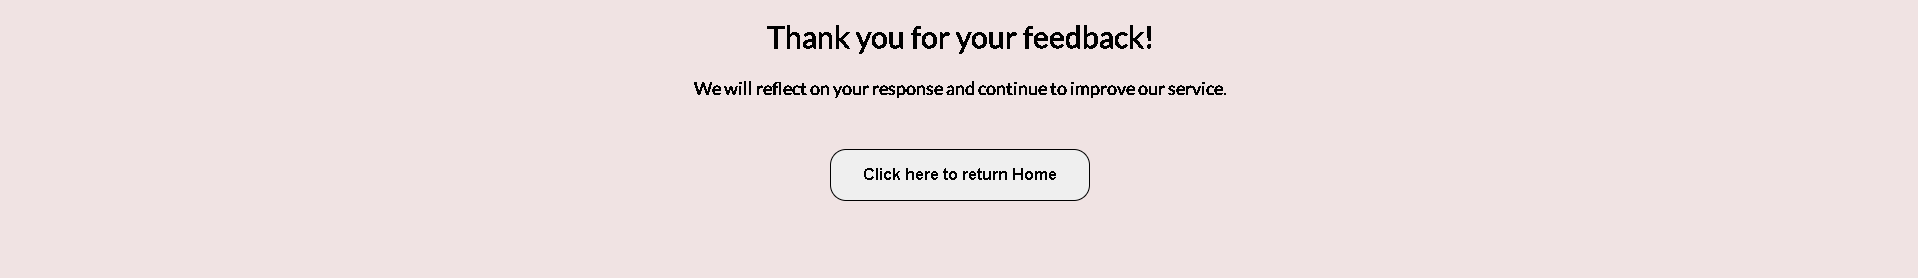 Thank you for your feedback!
We will reflect on your response and continue to improve our service.
Click here to return Home